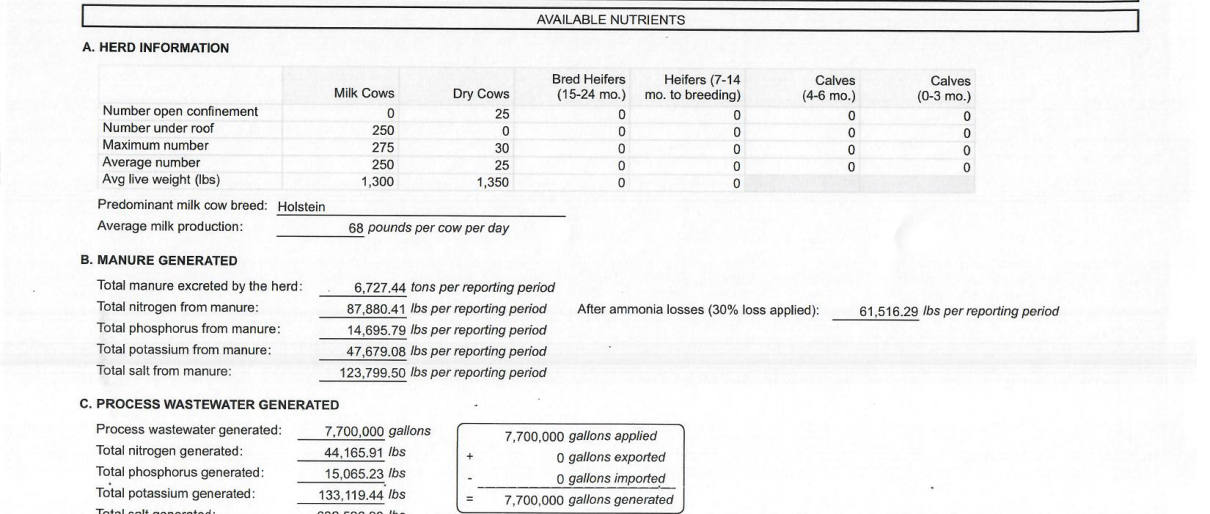 AVAILABLE NUTRIENTS
A. HERD INFORMATION
Milk Cows Dry Cows Bred Heifers (15-24 mo.) Heifers (7-14 mo. to breeding) Calves (4-6 mo.) Calves (0-3 mo.)
Number open confinement 0 25 0 0 0 0
Number under roof 250 0 0 0 0 0
Maximum number 275 30 0 0 0 0
Average number 250 25 0 0 0 0
Avg live weight (lbs) 1,300 1,350 0 0
Predominant milk cow breed: Holstein
Average milk production: 68 pounds per cow per day
B. MANURE GENERATED
Total manure excreted by the herd: 6,727.44 tons per reporting period
Total nitrogen from manure: 87,880.41 lbs per reporting period After ammonia losses (30% loss applied): 61,516.29 lbs per reporting period
Total phosphorus from manure: 14,695.79 lbs per reporting period
Total potassium from manure: 47,679.08 lbs per reporting period
Total salt from manure: 123,799.50 lbs per reporting period
C. PROCESS WASTEWATER GENERATED
Process wastewater generated: 7,700,000 gallons
Total nitrogen generated: 44,165.91 lbs
Total phosphorus generated: 15,065.23 lbs
Total potassium generated: 133,119.44 lbs
Total salt generated:
7,700,000 gallons applied
+ 0 gallons exported
- 0 gallons imported
= 7,700,000 gallons generated